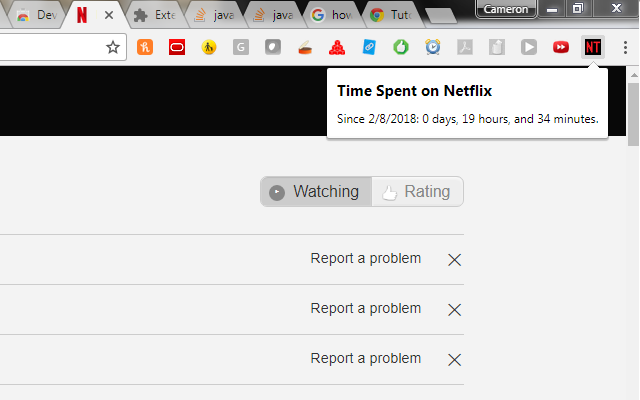 Cameron
Dev
Exte
java
java
how
Tuto
G
NT
Time Spent on Netflix
Since 2/8/2018: 0 days, 19 hours, and 34 minutes.
Watching
Rating
Report a problem
Report a problem
Report a problem